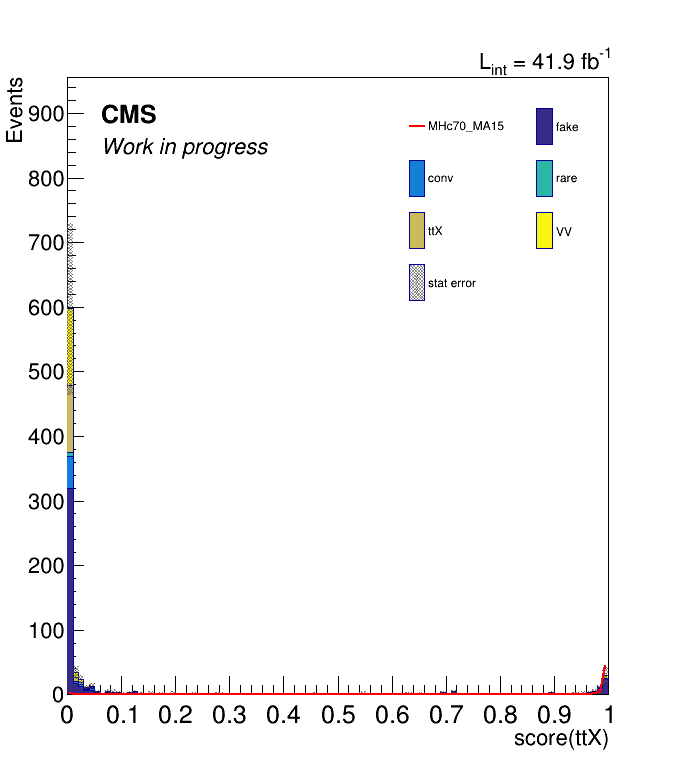 L_int = 41.9 fb^-1
Events
CMS
Work in progress
MHc70_MA15
fake
conv
rare
ttX
VV
stat error
900
800
700
600
500
400
300
200
100
0
0 0.1 0.2 0.3 0.4 0.5 0.6 0.7 0.8 0.9 1
score(ttX)